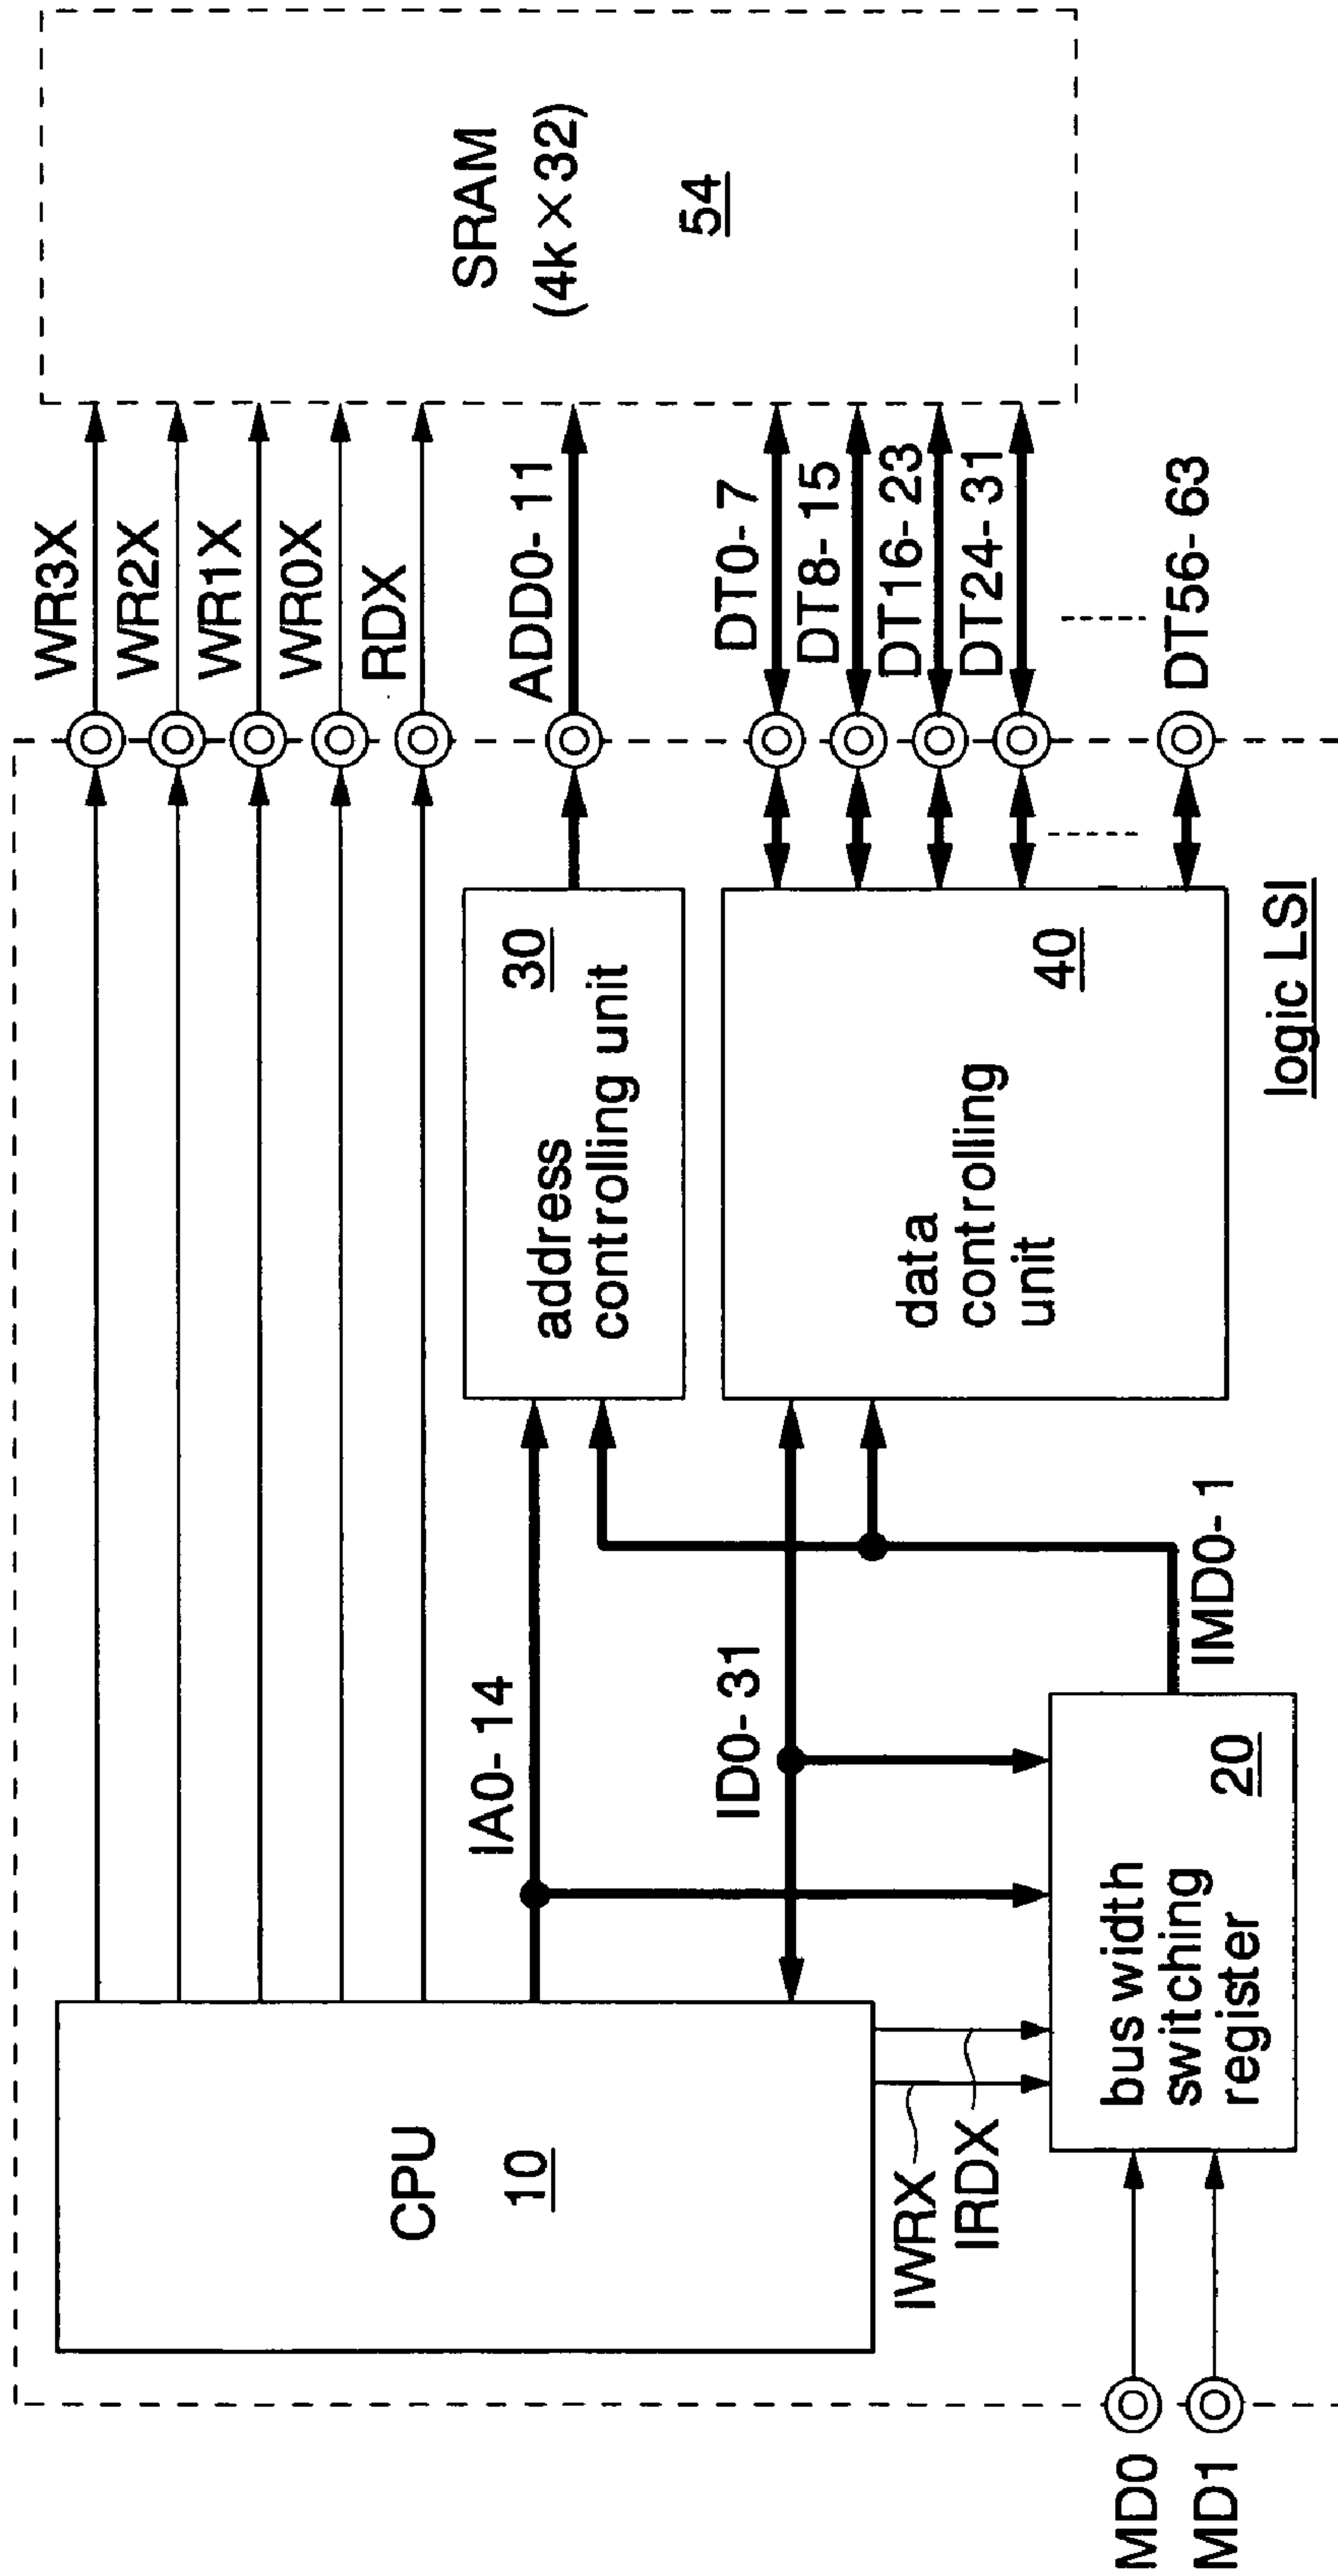 WR3X
WR2X
WR1X
WR0X
RDX
ADD0-11
DT0-7
DT8-15
DT16-23
DT24-31
DT56-63
SRAM
(4k×32)
54
CPU
10
IA0-14
ID0-31
IWRX
IRDX
address
controlling unit
30
data
controlling
unit
40
bus width
switching
register
20
IMD0-1
MD0
MD1
logic LSI